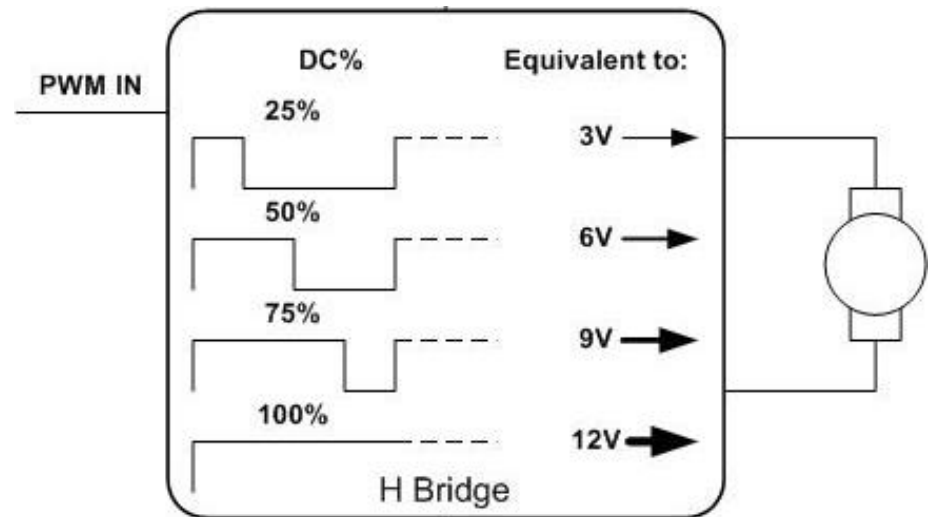 DC% Equivalent to:
PWM IN
25%
3V
50%
6V
75%
9V
100%
12V
H Bridge